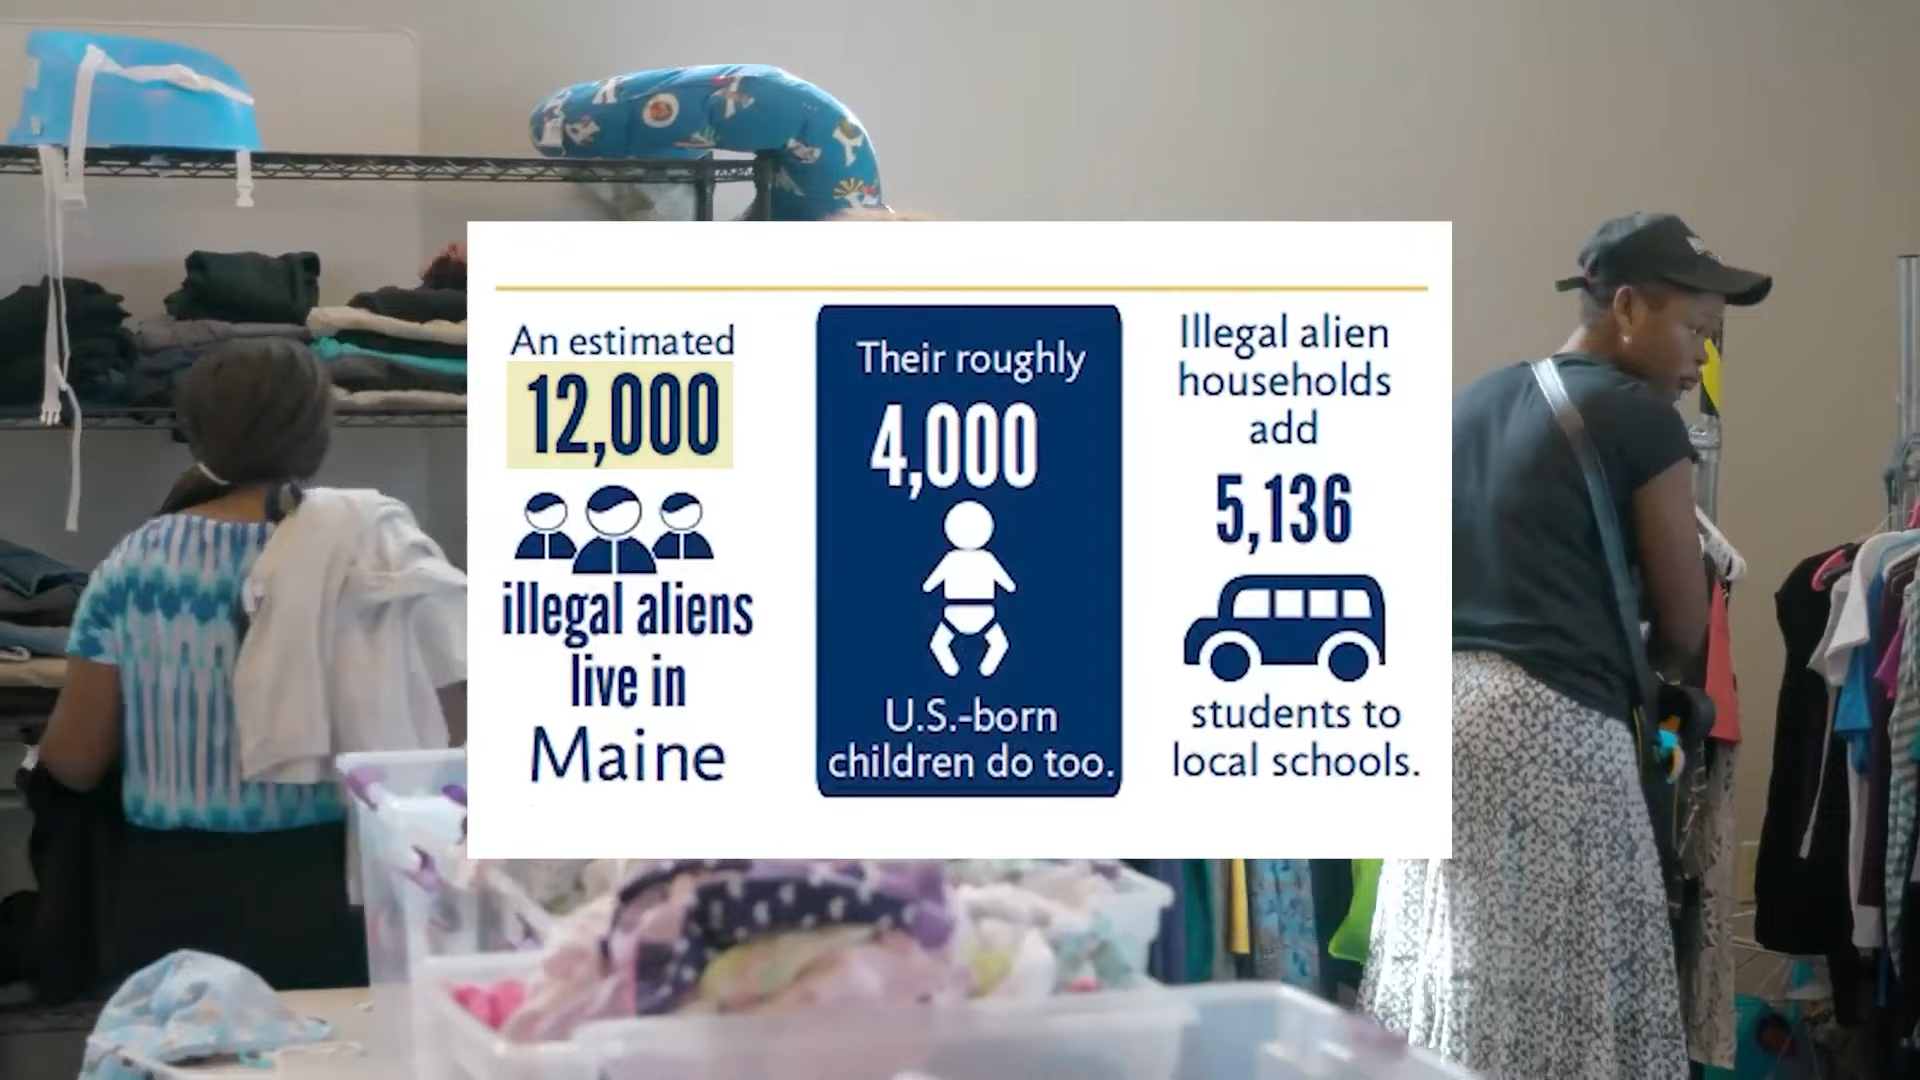 An estimated
12,000
illegal aliens
live in
Maine
Their roughly
4,000
U.S.-born
children do too.
Illegal alien
households
add
5,136
students to
local schools.